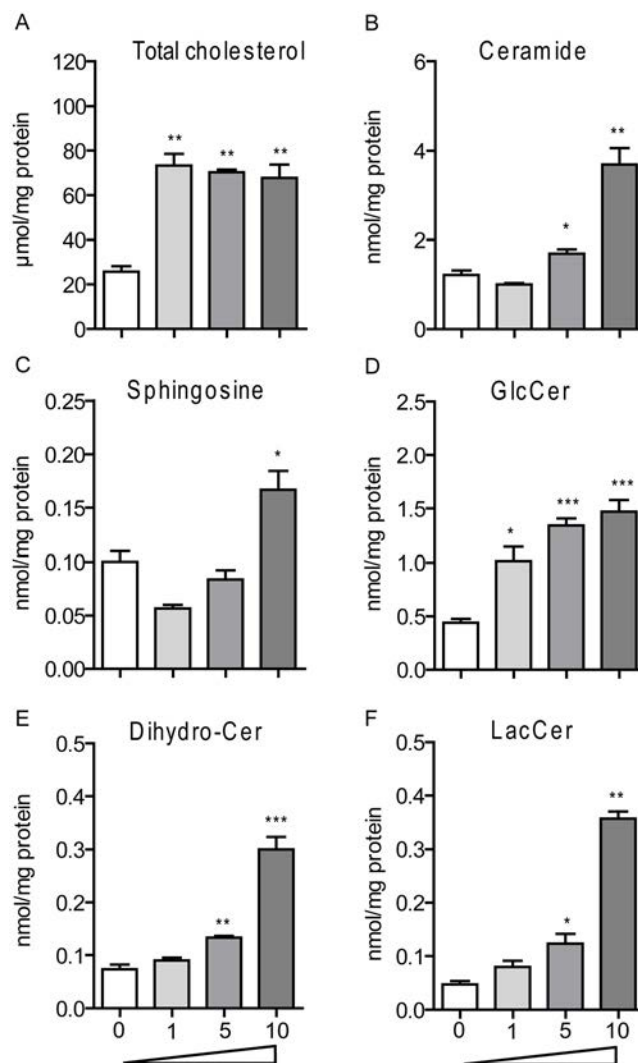 A
Total cholesterol
120
100
80
60
40
20
0
µmol/mg protein
**
**
**
B
Ceramide
6
4
2
0
nmol/mg protein
*
**
C
Sphingosine
0.25
0.20
0.15
0.10
0.05
0.00
nmol/mg protein
*
D
GlcCer
2.5
2.0
1.5
1.0
0.5
0.0
nmol/mg protein
*
***
***
E
Dihydro-Cer
0.5
0.4
0.3
0.2
0.1
0.0
nmol/mg protein
**
***
0 1 5 10
F
LacCer
0.5
0.4
0.3
0.2
0.1
0.0
nmol/mg protein
*
**
0 1 5 10